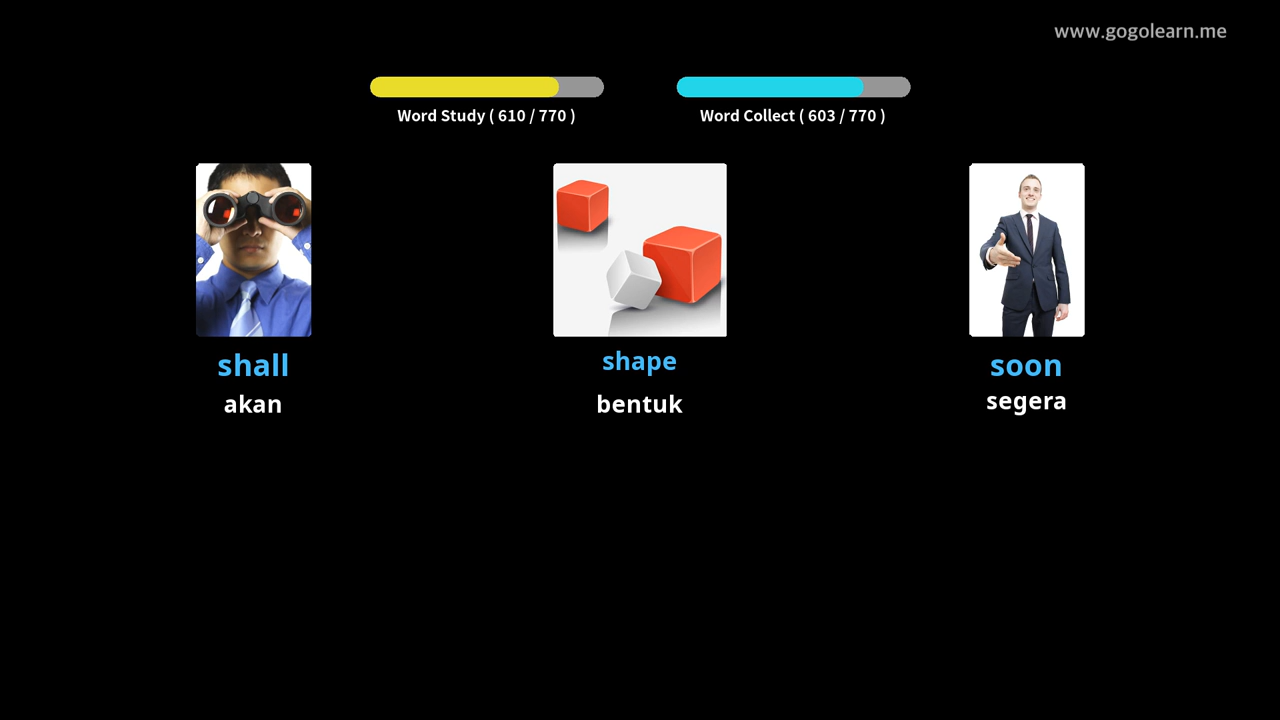 www.gogolearn.me
Word Study ( 610 / 770 )
Word Collect ( 603 / 770 )
shall
akan
shape
bentuk
soon
segera